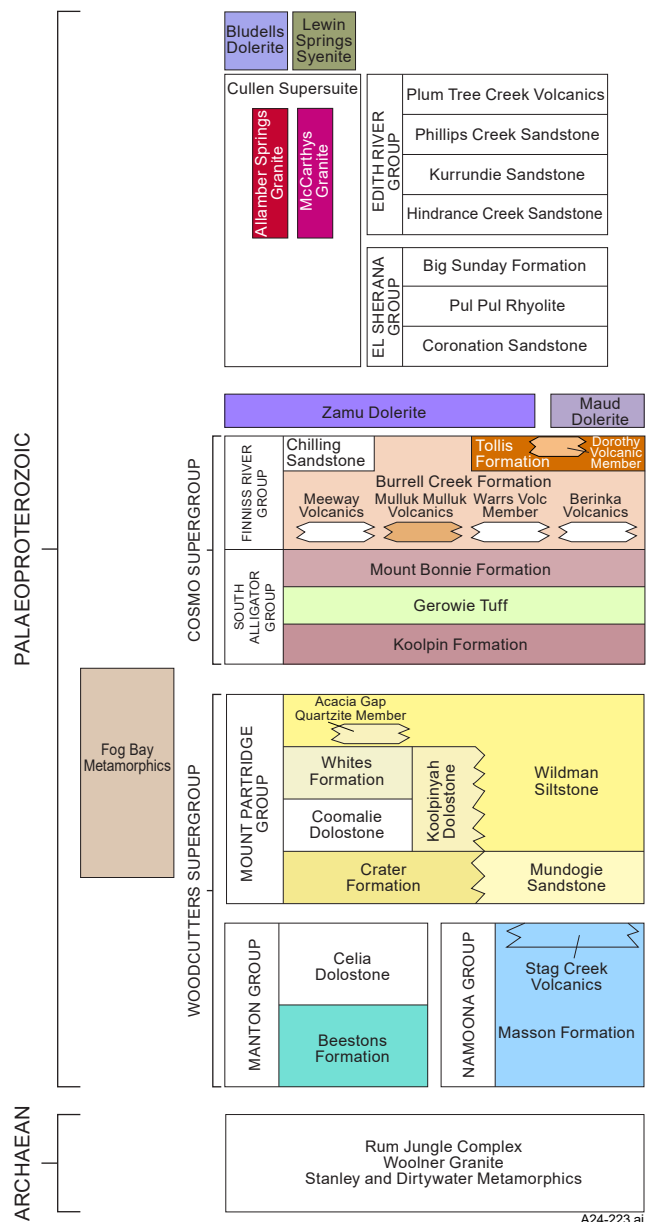 Bludells
Dolerite
Lewin
Springs
Syenite
Cullen Supersuite
Allamber Springs
Granite
McCarthys
Granite
EDITH RIVER
GROUP
Plum Tree Creek Volcanics
Phillips Creek Sandstone
Kurrundie Sandstone
Hindrance Creek Sandstone
EL SHERANA
GROUP
Big Sunday Formation
Pul Pul Rhyolite
Coronation Sandstone
PALAEOPROTEROZOIC
Zamu Dolerite
Maud
Dolerite
COSMO SUPERGROUP
FINNISS RIVER
GROUP
Chilling
Sandstone
Tollis
Formation
Dorothy
Volcanic
Member
Burrell Creek Formation
Meeway
Volcanics
Mulluk Mulluk
Volcanics
Warrs Volc
Member
Berinka
Volcanics
SOUTH
ALLIGATOR
GROUP
Mount Bonnie Formation
Gerowie Tuff
Koolpin Formation
Fog Bay
Metamorphics
WOODCUTTERS SUPERGROUP
MOUNT PARTRIDGE
GROUP
Acacia Gap
Quartzite Member
Whites
Formation
Coomalie
Dolostone
Koolpinyah
Dolostone
Wildman
Siltstone
Crater
Formation
Mundogie
Sandstone
MANTON GROUP
Celia
Dolostone
Beestons
Formation
NAMOONA GROUP
Stag Creek
Volcanics
Masson Formation
ARCHAEAN
Rum Jungle Complex
Woolner Granite
Stanley and Dirtywater Metamorphics
A24-223.ai